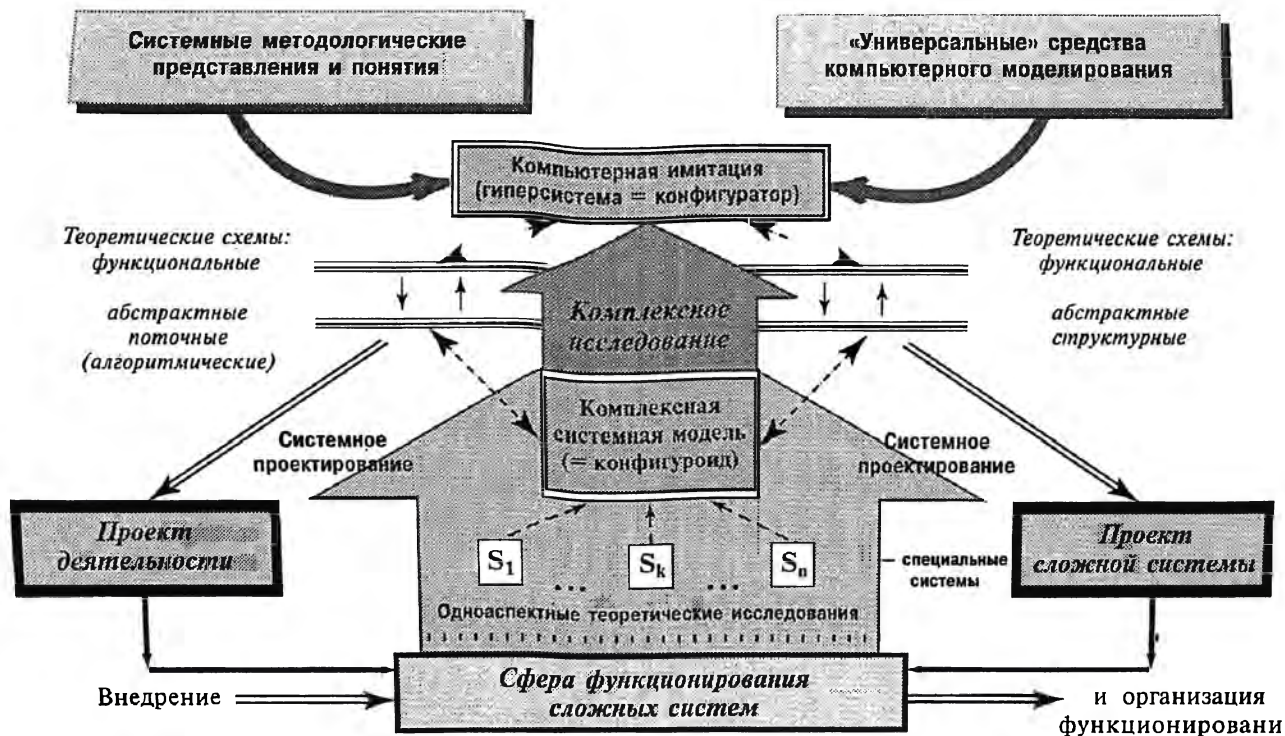 Системные методологические
представления и понятия
«Универсальные» средства
компьютерного моделирования
Компьютерная имитация
(гиперсистема = конфигуратор)
Теоретические схемы:
функциональные
абстрактные
поточные
(алгоритмические)
Теоретические схемы:
функциональные
абстрактные
структурные
Комплексное
исследование
Комплексная
системная модель
(= конфигуроид)
Системное
проектирование
Системное
проектирование
Проект
деятельности
Проект
сложной системы
S1
...
Sk
...
Sn
специальные
системы
Одноаспектные теоретические исследования
Сфера функционирования
сложных систем
Внедрение
и организация
функционировани